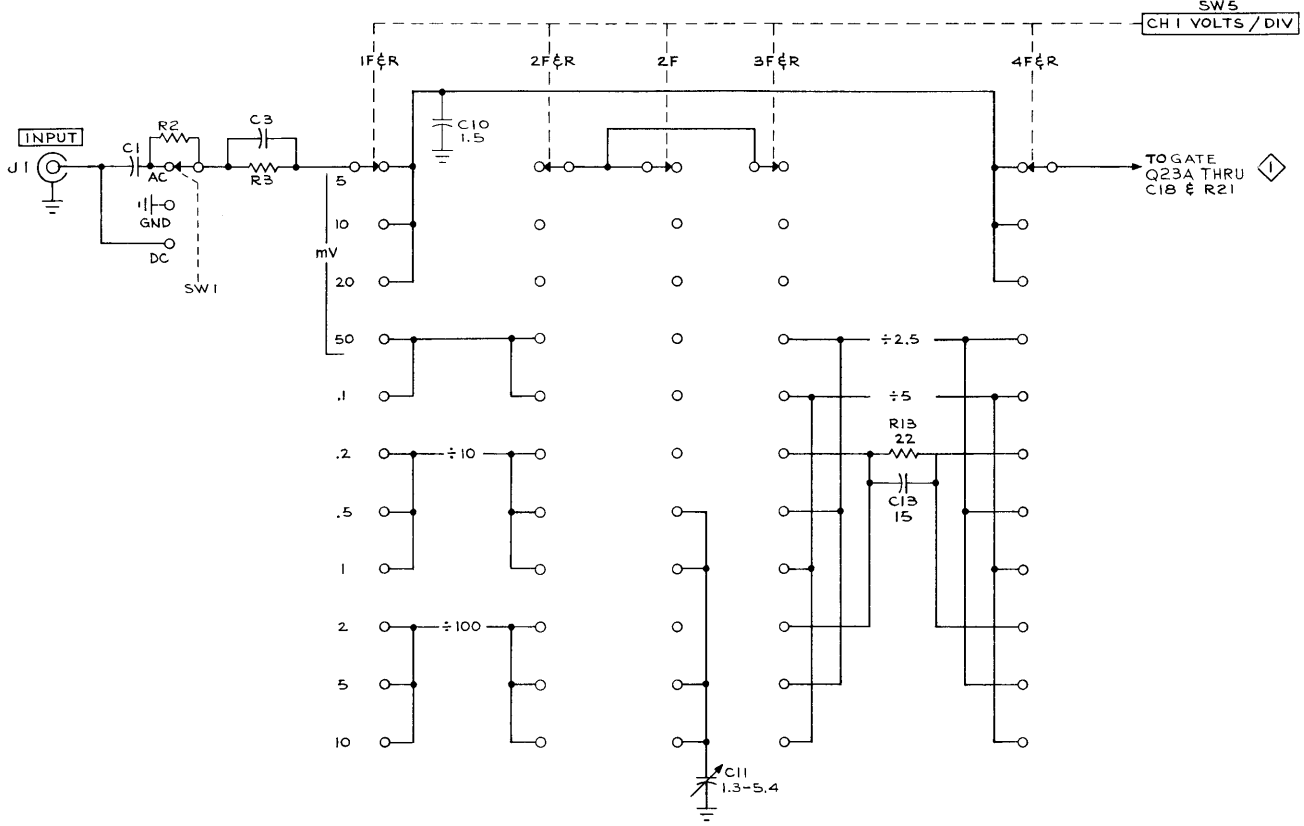 SW5
CH 1 VOLTS / DIV
1F&R
2F&R
2F
3F&R
4F&R
INPUT
J1
C1
R2
C3
C10
1.5
AC
R3
5
TO GATE
Q23A THRU
C18 & R21
1
GND
10
DC
mV
SW1
20
50
÷2.5
.1
÷5
R13
22
.2
÷10
C13
15
.5
1
2
÷100
5
10
C11
1.3-5.4